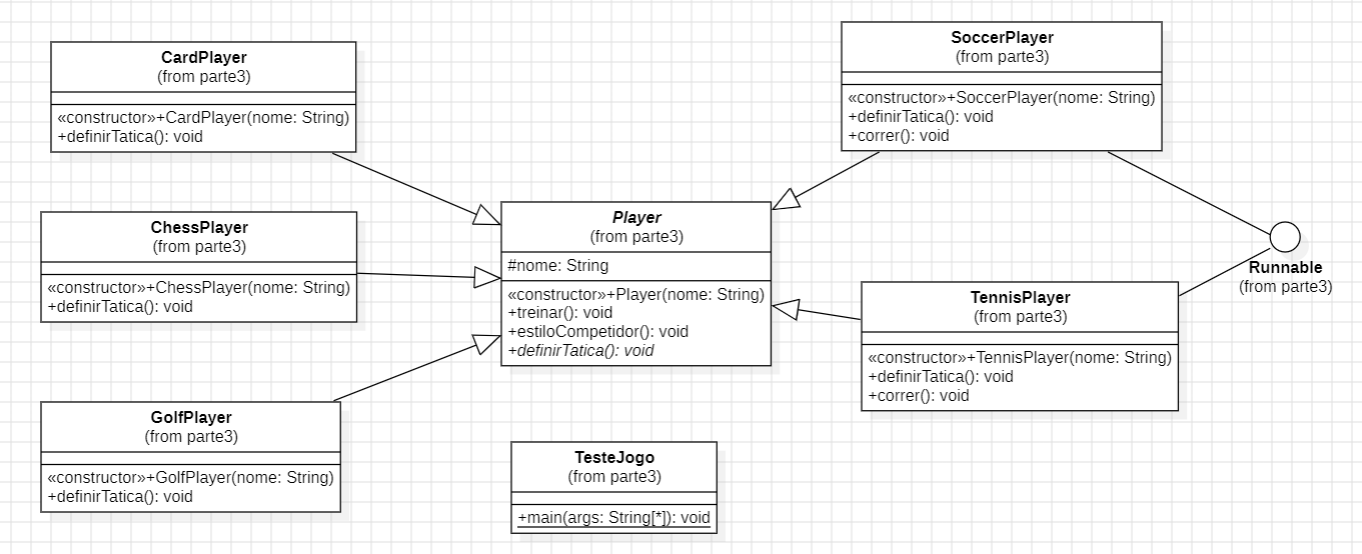 CardPlayer
(from parte3)
«constructor»+CardPlayer(nome: String)
+definirTatica(): void
SoccerPlayer
(from parte3)
«constructor»+SoccerPlayer(nome: String)
+definirTatica(): void
+correr(): void
ChessPlayer
(from parte3)
«constructor»+ChessPlayer(nome: String)
+definirTatica(): void
Player
(from parte3)
#nome: String
«constructor»+Player(nome: String)
+treinar(): void
+estiloCompetidor(): void
+definirTatica(): void
Runnable
(from parte3)
TennisPlayer
(from parte3)
«constructor»+TennisPlayer(nome: String)
+definirTatica(): void
+correr(): void
GolfPlayer
(from parte3)
«constructor»+GolfPlayer(nome: String)
+definirTatica(): void
TesteJogo
(from parte3)
+main(args: String[*]): void